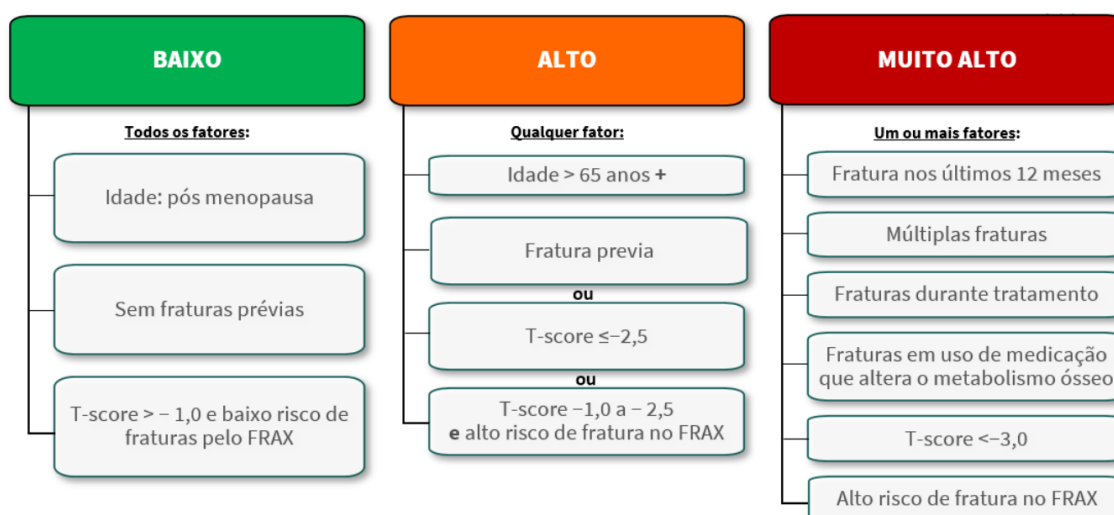 BAIXO
Todos os fatores:
Idade: pós menopausa
Sem fraturas prévias
T-score > − 1,0 e baixo risco de
fraturas pelo FRAX
ALTO
Qualquer fator:
Idade > 65 anos +
Fratura previa
ou
T-score ≤−2,5
ou
T-score −1,0 a − 2,5
e alto risco de fratura no FRAX
MUITO ALTO
Um ou mais fatores:
Fratura nos últimos 12 meses
Múltiplas fraturas
Fraturas durante tratamento
Fraturas em uso de medicação
que altera o metabolismo ósseo
T-score <−3,0
Alto risco de fratura no FRAX